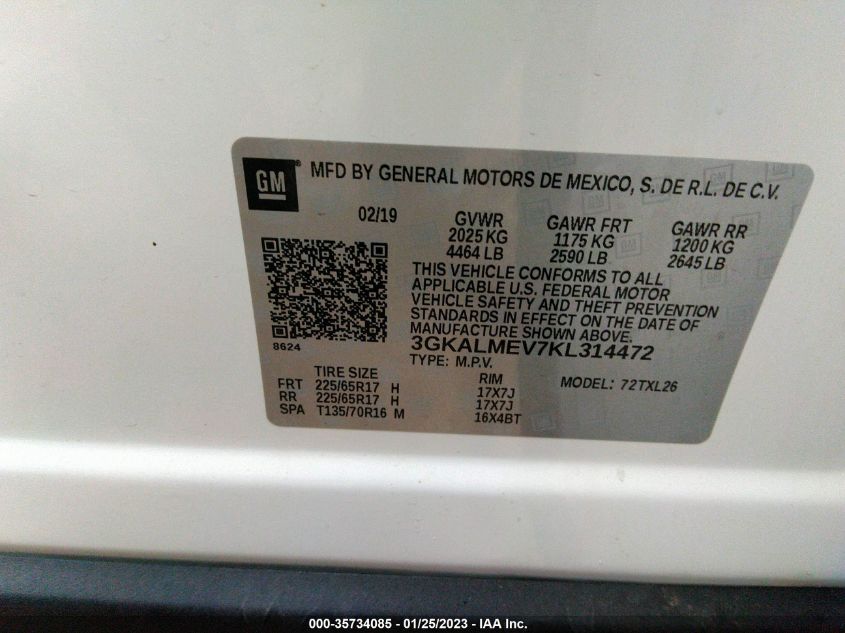 GM
®
MFD BY GENERAL MOTORS DE MEXICO, S. DE R.L. DE C.V.
02/19
GVWR GAWR FRT GAWR RR
2025 KG 1175 KG 1200 KG
4464 LB 2590 LB 2645 LB
THIS VEHICLE CONFORMS TO ALL
APPLICABLE U.S. FEDERAL MOTOR
VEHICLE SAFETY AND THEFT PREVENTION
STANDARDS IN EFFECT ON THE DATE OF
MANUFACTURE SHOWN ABOVE.
8624
3GKALMEV7KL314472
TYPE: M.P.V.
MODEL: 72TXL26
TIRE SIZE RIM
FRT 225/65R17 H 17X7J
RR 225/65R17 H 17X7J
SPA T135/70R16 M 16X4BT
000-35734085 - 01/25/2023 - IAA Inc.